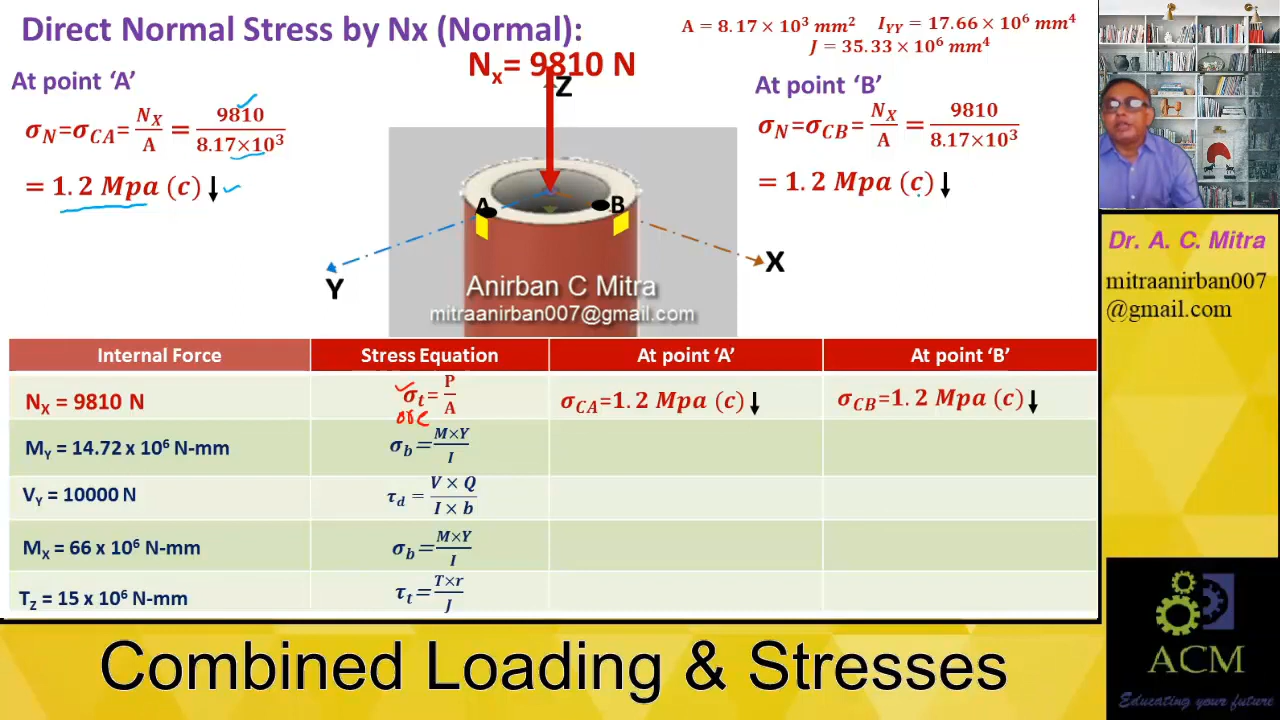 Direct Normal Stress by Nx (Normal):
A = 8.17 × 10³ mm² I_YY = 17.66 × 10⁶ mm⁴
J = 35.33 × 10⁶ mm⁴
N_x= 9810 N
At point ‘A’
σ_N=σ_CA= N_X/A = 9810/8.17×10³
= 1.2 Mpa (c) ↓
Z
A
B
Y
X
At point ‘B’
σ_N=σ_CB= N_X/A = 9810/8.17×10³
= 1.2 Mpa (c) ↓
Anirban C Mitra
mitraanirban007@gmail.com
Internal Force Stress Equation At point ‘A’ At point ‘B’
N_X = 9810 N σ_t= P/A σ_CA=1.2 Mpa (c) ↓ σ_CB=1.2 Mpa (c) ↓
M_Y = 14.72 x 10⁶ N-mm σ_b= M×Y/I
V_Y = 10000 N τ_d = V × Q/I × b
M_X = 66 x 10⁶ N-mm σ_b= M×Y/I
T_Z = 15 x 10⁶ N-mm τ_t= T×r/J
Dr. A. C. Mitra
mitraanirban007
@gmail.com
ACM
Educating your future
Combined Loading & Stresses